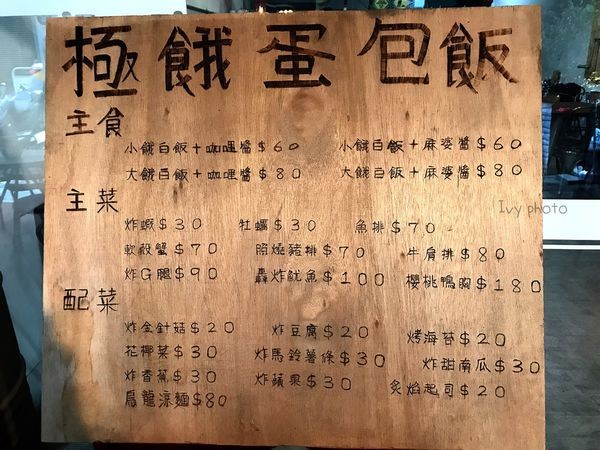 極餓蛋包飯
主食
小餓白飯+咖哩醬$60 小餓白飯+麻婆醬$60
大餓白飯+咖哩醬$80 大餓白飯+麻婆醬$80
主菜
炸蝦$30 牡蠣$30 魚排$70
軟殼蟹$70 照燒豬排$70 牛肩排$80
炸G腿$90 轟炸魷魚$100 櫻桃鴨胸$180
配菜
炸金針菇$20 炸豆腐$20 烤海苔$20
花椰菜$30 炸馬鈴薯條$30 炸甜南瓜$30
炸香蕉$30 炸蘋果$30 炙焰起司$20
烏龍涼麵$80
Ivy photo